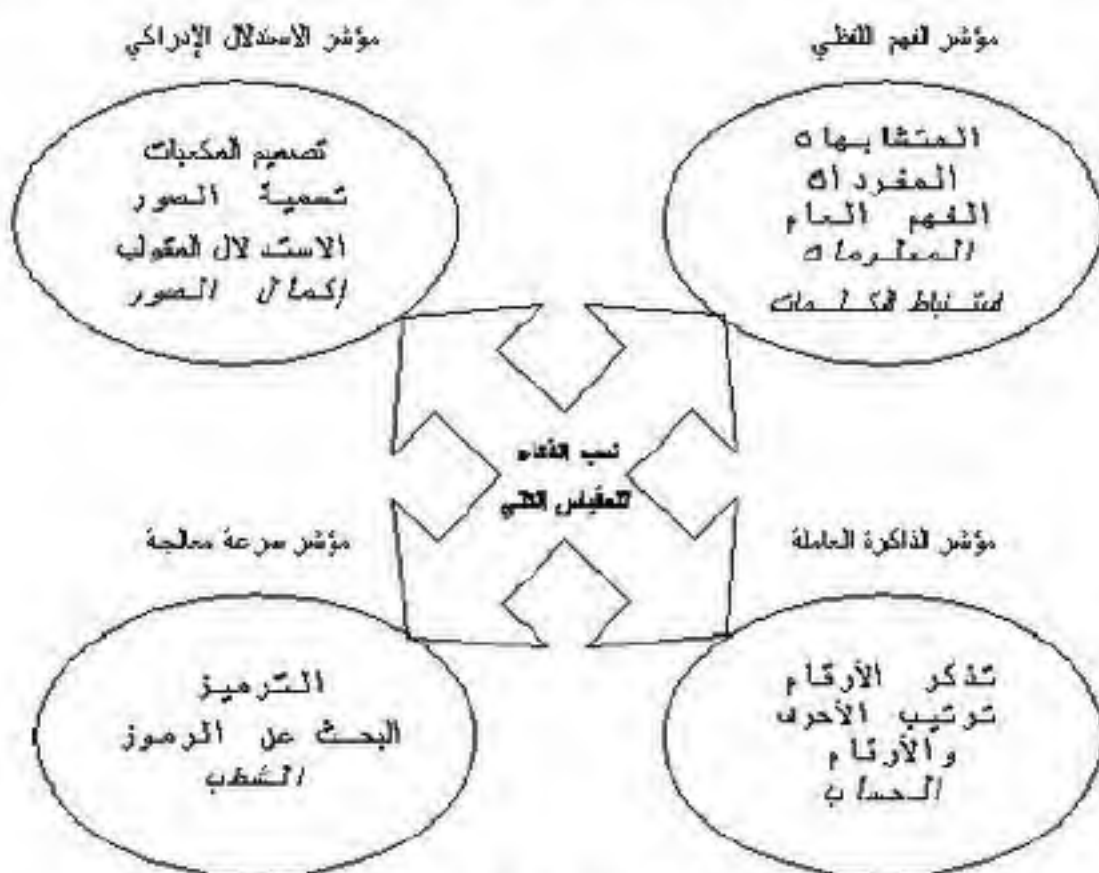 مؤشر الفهم اللفظي
المتشابهات
المفردات
الفهم العام
المعلومات
استنباط الكلمات
مؤشر الاستدلال الإدراكي
تصميم المكعبات
تسمية الصور
الاستدلال المقولب
إكمال الصور
نسب الذكاء
للمقياس الكلي
مؤشر الذاكرة العاملة
تذكر الأرقام
ترتيب الأحرف
والأرقام
الحساب
مؤشر سرعة معالجة
الترميز
البحث عن الرموز
الشطب